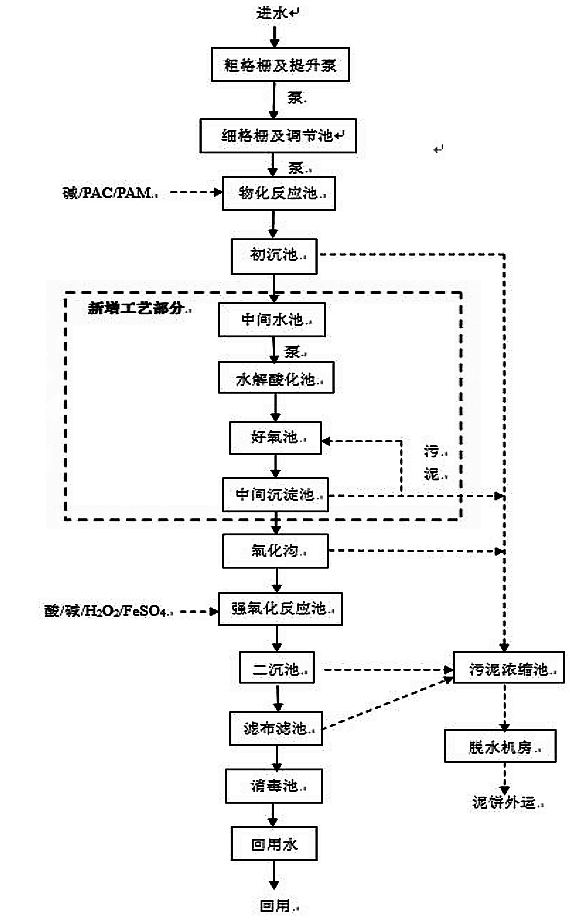 进水
粗格栅及提升泵
泵
细格栅及调节池
泵
碱/PAC/PAM
物化反应池
初沉池
新增工艺部分
中间水池
泵
水解酸化池
好氧池
污
泥
中间沉淀池
氧化沟
酸/碱/H₂O₂/FeSO₄
强氧化反应池
二沉池
污泥浓缩池
滤布滤池
脱水机房
消毒池
泥饼外运
回用水
回用